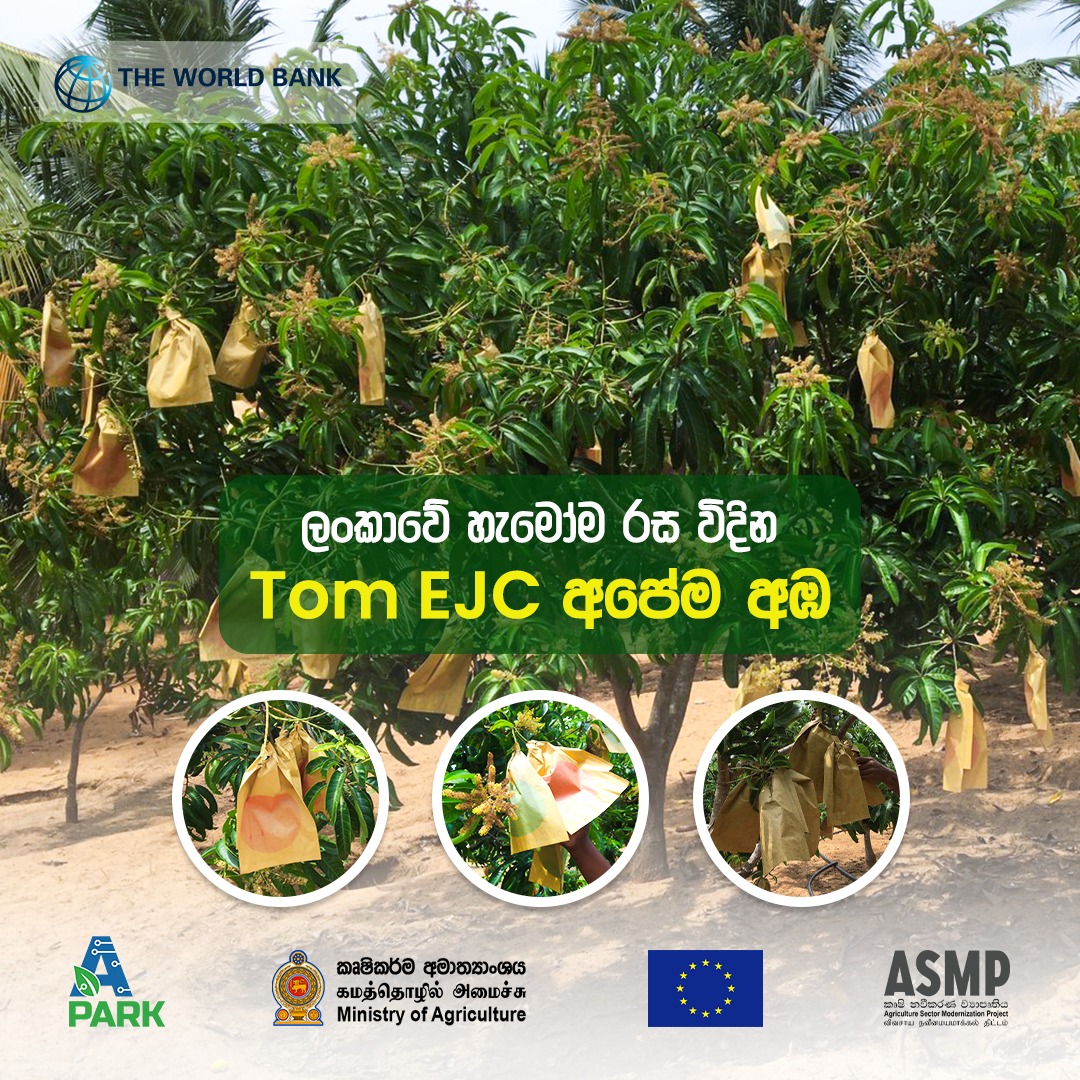 THE WORLD BANK
ලංකාවේ හැමෝම රස විදින
Tom EJC අපේම අඹ
A
PARK
කෘෂිකර්ම අමාත්‍යාංශය
கமத்தொழில் அமைச்சு
Ministry of Agriculture
ASMP
කෘෂි නවීකරණ ව්‍යාපෘතිය
Agriculture Sector Modernization Project
விவசாய நவீனமயமாக்கல் திட்டம்